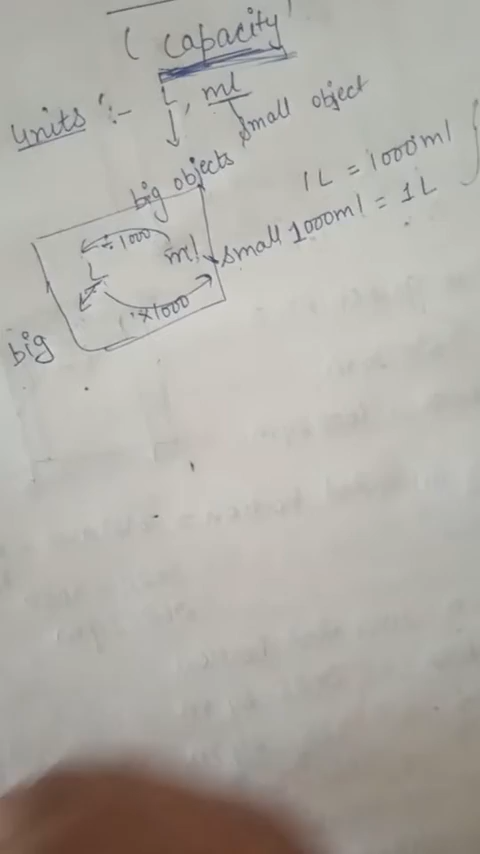 ( Capacity
Units :- L, ml
small object
big objects
1L = 1000ml
1000ml = 1L
÷1000
L ml small
×1000
big